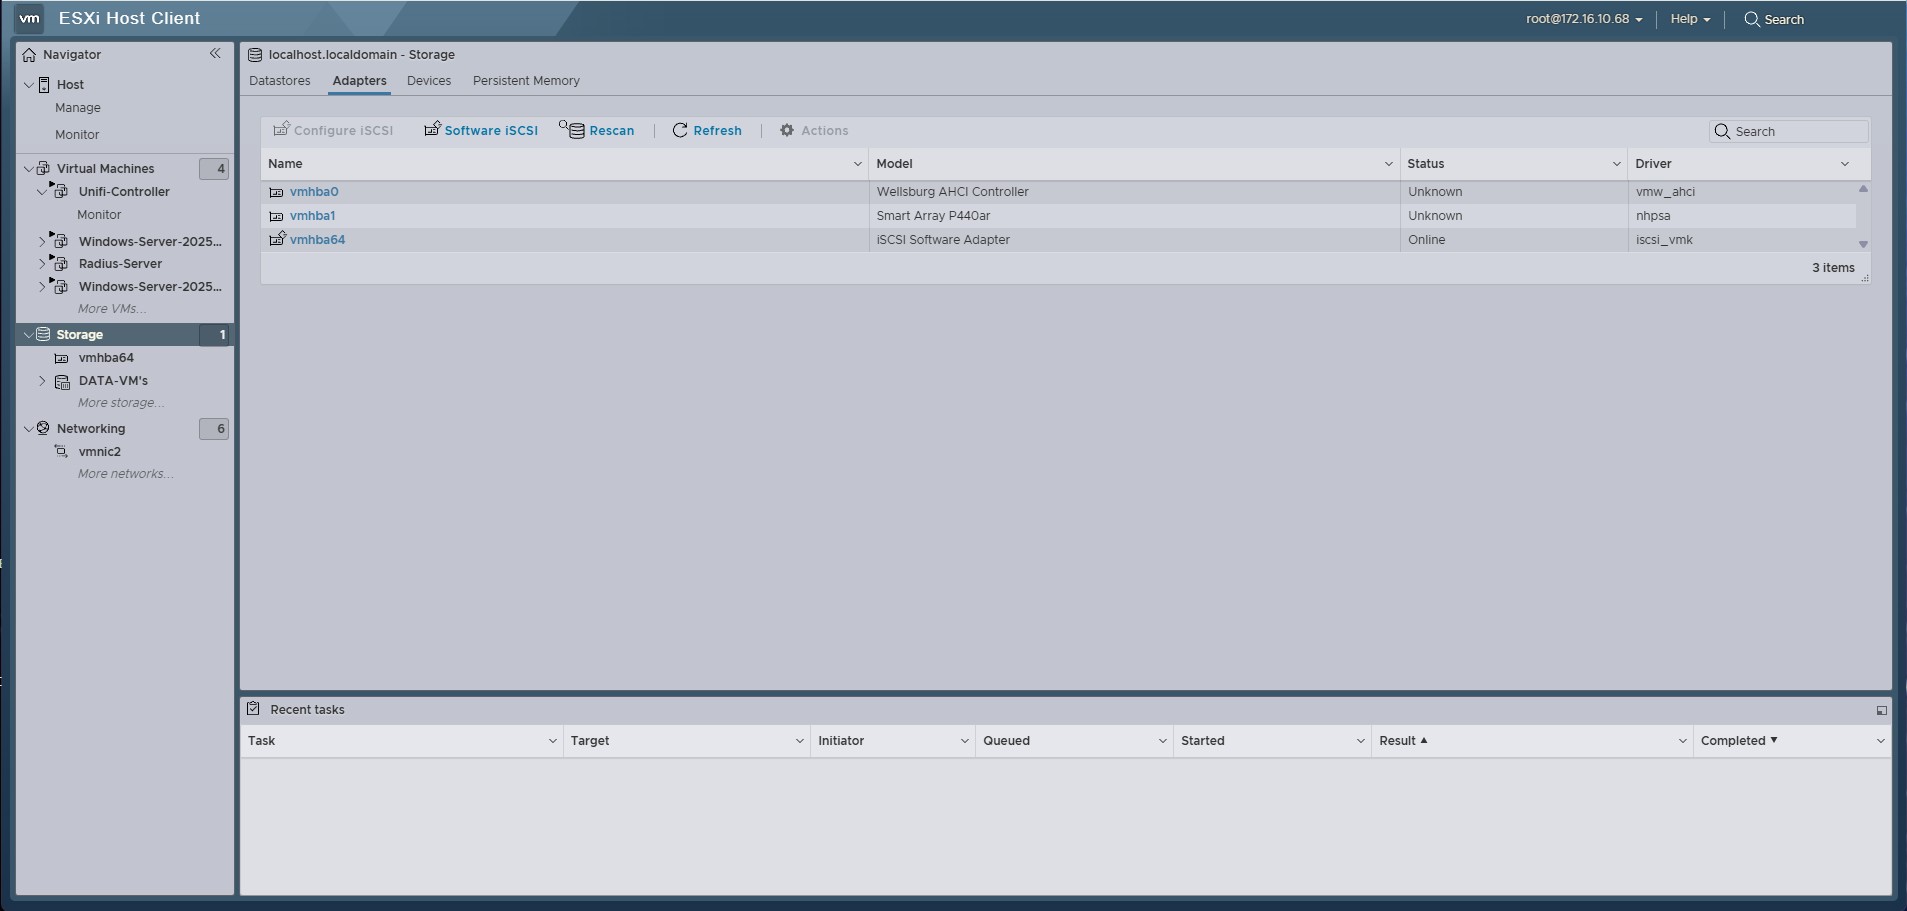 vm ESXi Host Client root@172.16.10.68 Help Search
Navigator
Host
Manage
Monitor
Virtual Machines 4
Unifi-Controller
Monitor
Windows-Server-2025...
Radius-Server
Windows-Server-2025...
More VMs...
Storage 1
vmhba64
DATA-VM's
More storage...
Networking 6
vmnic2
More networks...
localhost.localdomain - Storage
Datastores Adapters Devices Persistent Memory
Configure iSCSI Software iSCSI Rescan Refresh Actions Search
Name Model Status Driver
vmhba0 Wellsburg AHCI Controller Unknown vmw_ahci
vmhba1 Smart Array P440ar Unknown nhpsa
vmhba64 iSCSI Software Adapter Online iscsi_vmk
3 items
Recent tasks
Task Target Initiator Queued Started Result Completed